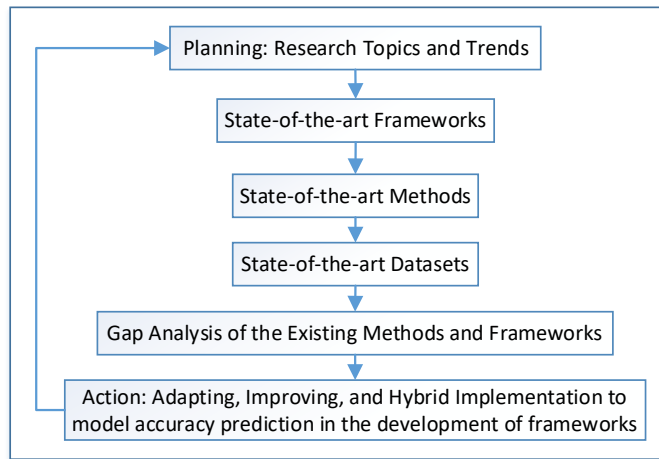 Planning: Research Topics and Trends
State-of-the-art Frameworks
State-of-the-art Methods
State-of-the-art Datasets
Gap Analysis of the Existing Methods and Frameworks
Action: Adapting, Improving, and Hybrid Implementation to
model accuracy prediction in the development of frameworks